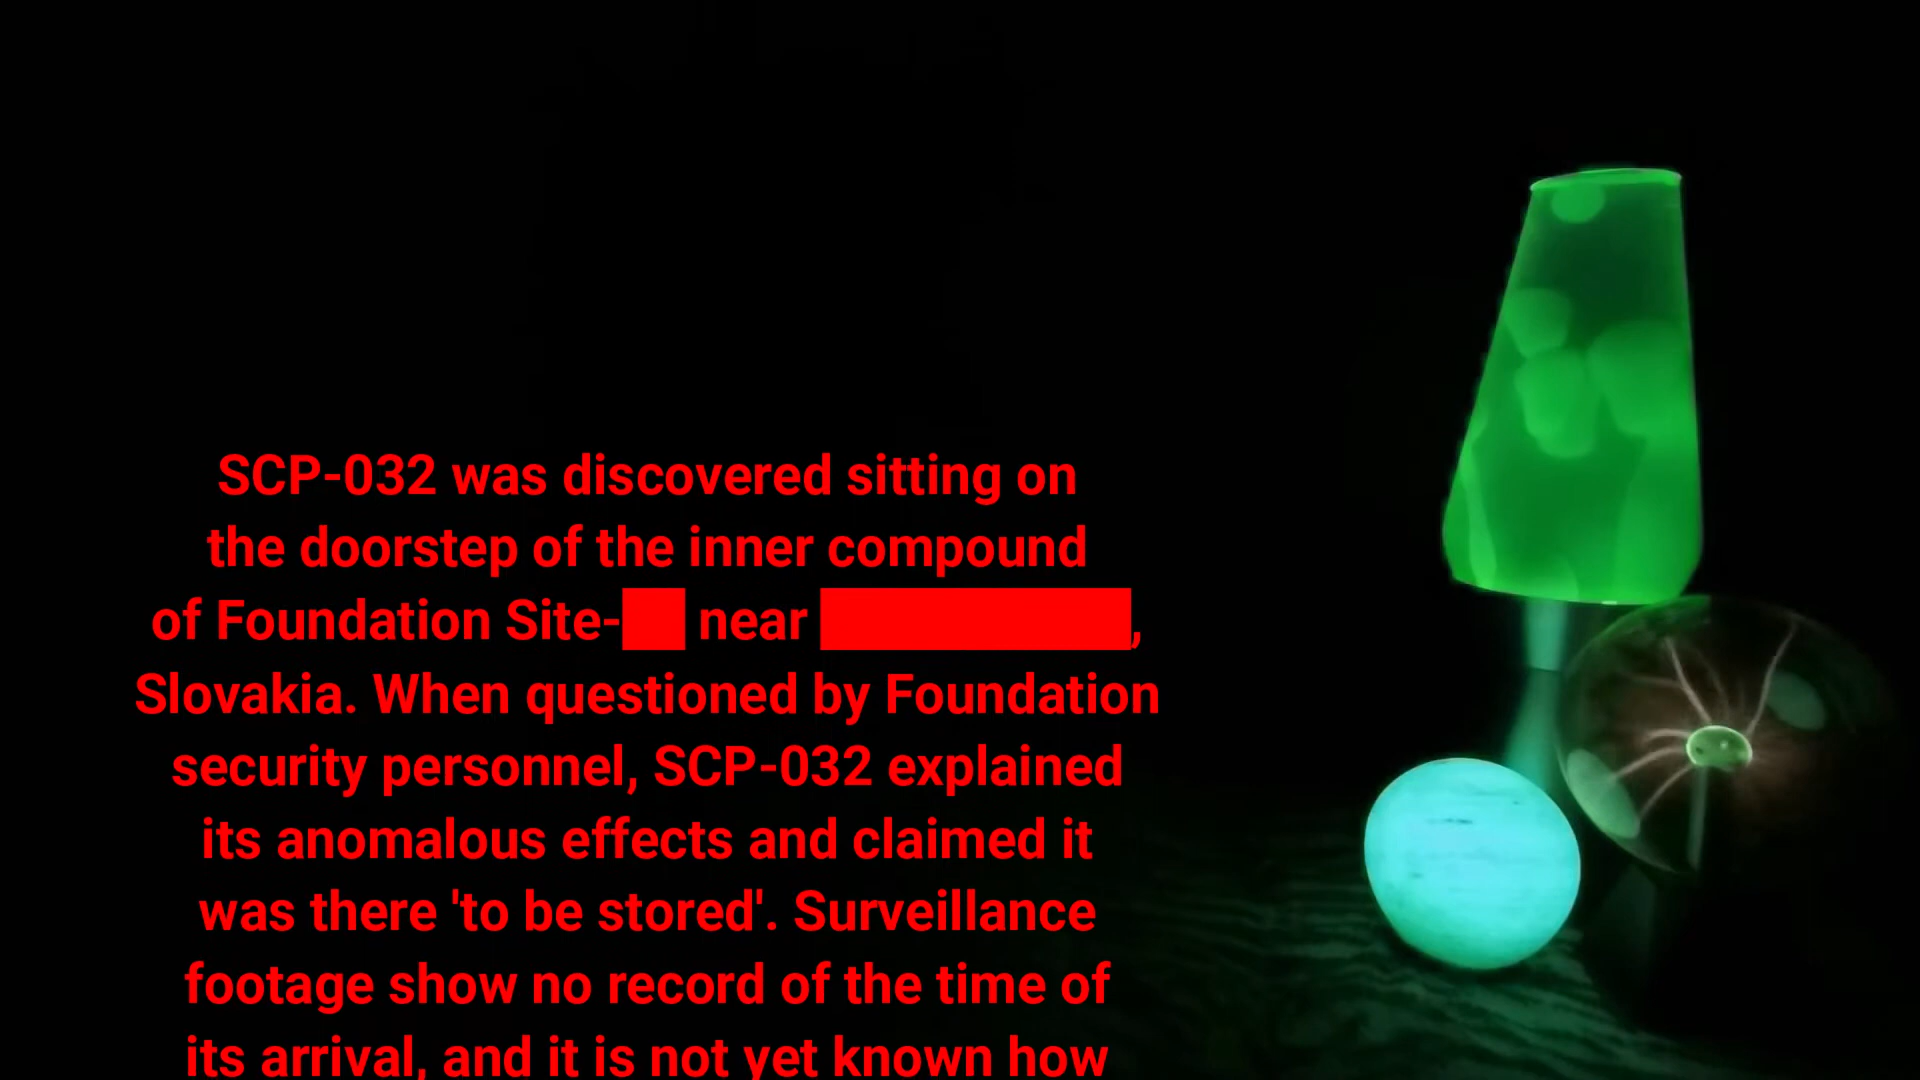 SCP-032 was discovered sitting on
the doorstep of the inner compound
of Foundation Site-██ near ██████████,
Slovakia. When questioned by Foundation
security personnel, SCP-032 explained
its anomalous effects and claimed it
was there 'to be stored'. Surveillance
footage show no record of the time of
its arrival, and it is not yet known how